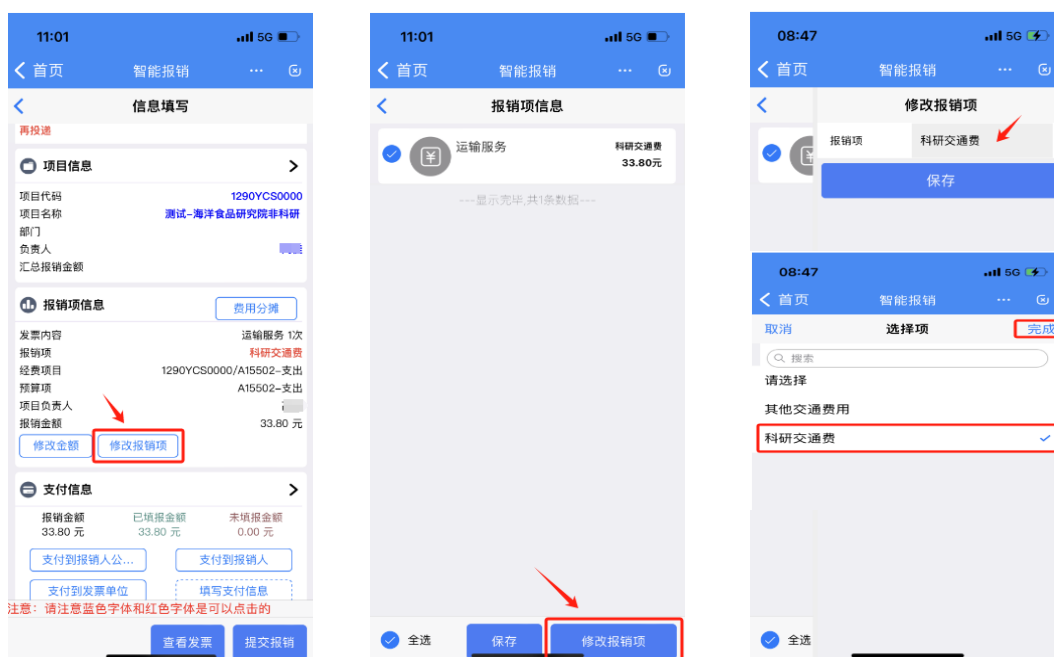 11:01
5G
首页
智能报销
信息填写
再投递
项目信息
项目代码 1290YCS0000
项目名称 测试-海洋食品研究院非科研
部门
负责人
汇总报销金额
报销项信息 费用分摊
发票内容 运输服务 1次
报销项 科研交通费
经费项目 1290YCS0000/A15502-支出
预算项 A15502-支出
项目负责人
报销金额 33.80 元
修改金额 修改报销项
支付信息
报销金额 已填报金额 未填报金额
33.80 元 33.80 元 0.00 元
支付到报销人公... 支付到报销人
支付到发票单位 填写支付信息
注意：请注意蓝色字体和红色字体是可以点击的
查看发票 提交报销
11:01
5G
首页
智能报销
报销项信息
运输服务 科研交通费
33.80元
---显示完毕,共1条数据---
全选 保存 修改报销项
08:47
5G
首页
智能报销
修改报销项
报销项 科研交通费
保存
08:47
5G
首页
智能报销
取消 选择项 完成
搜索
请选择
其他交通费用
科研交通费
全选